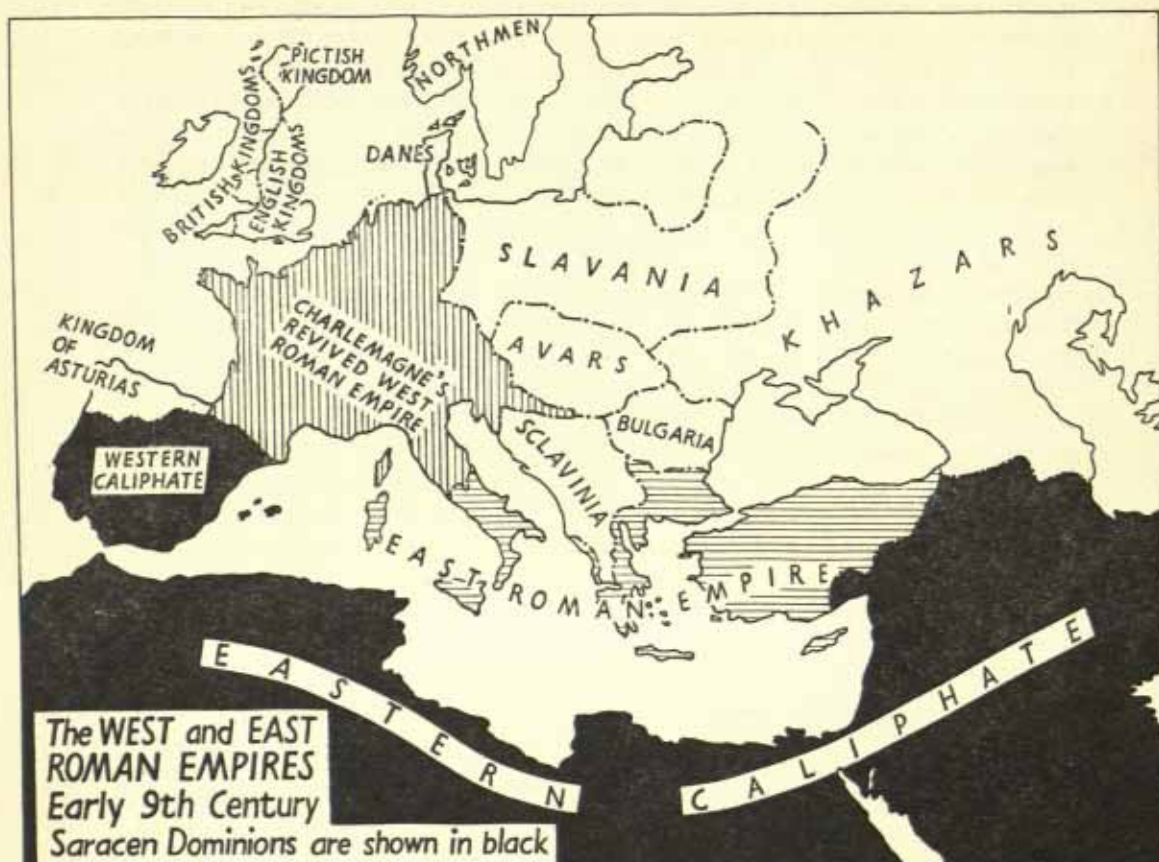 PICTISH
KINGDOM
NORTHMEN
BRITISH KINGDOMS
ENGLISH
KINGDOMS
DANES
SLAVANIA
KHAZARS
KINGDOM
OF
ASTURIAS
CHARLEMAGNE'S
REVIVED WEST
ROMAN EMPIRE
AVARS
BULGARIA
SCLAVINIA
WESTERN
CALIPHATE
EAST ROMAN EMPIRE
EASTERN CALIPHATE
The WEST and EAST
ROMAN EMPIRES
Early 9th Century
Saracen Dominions are shown in black